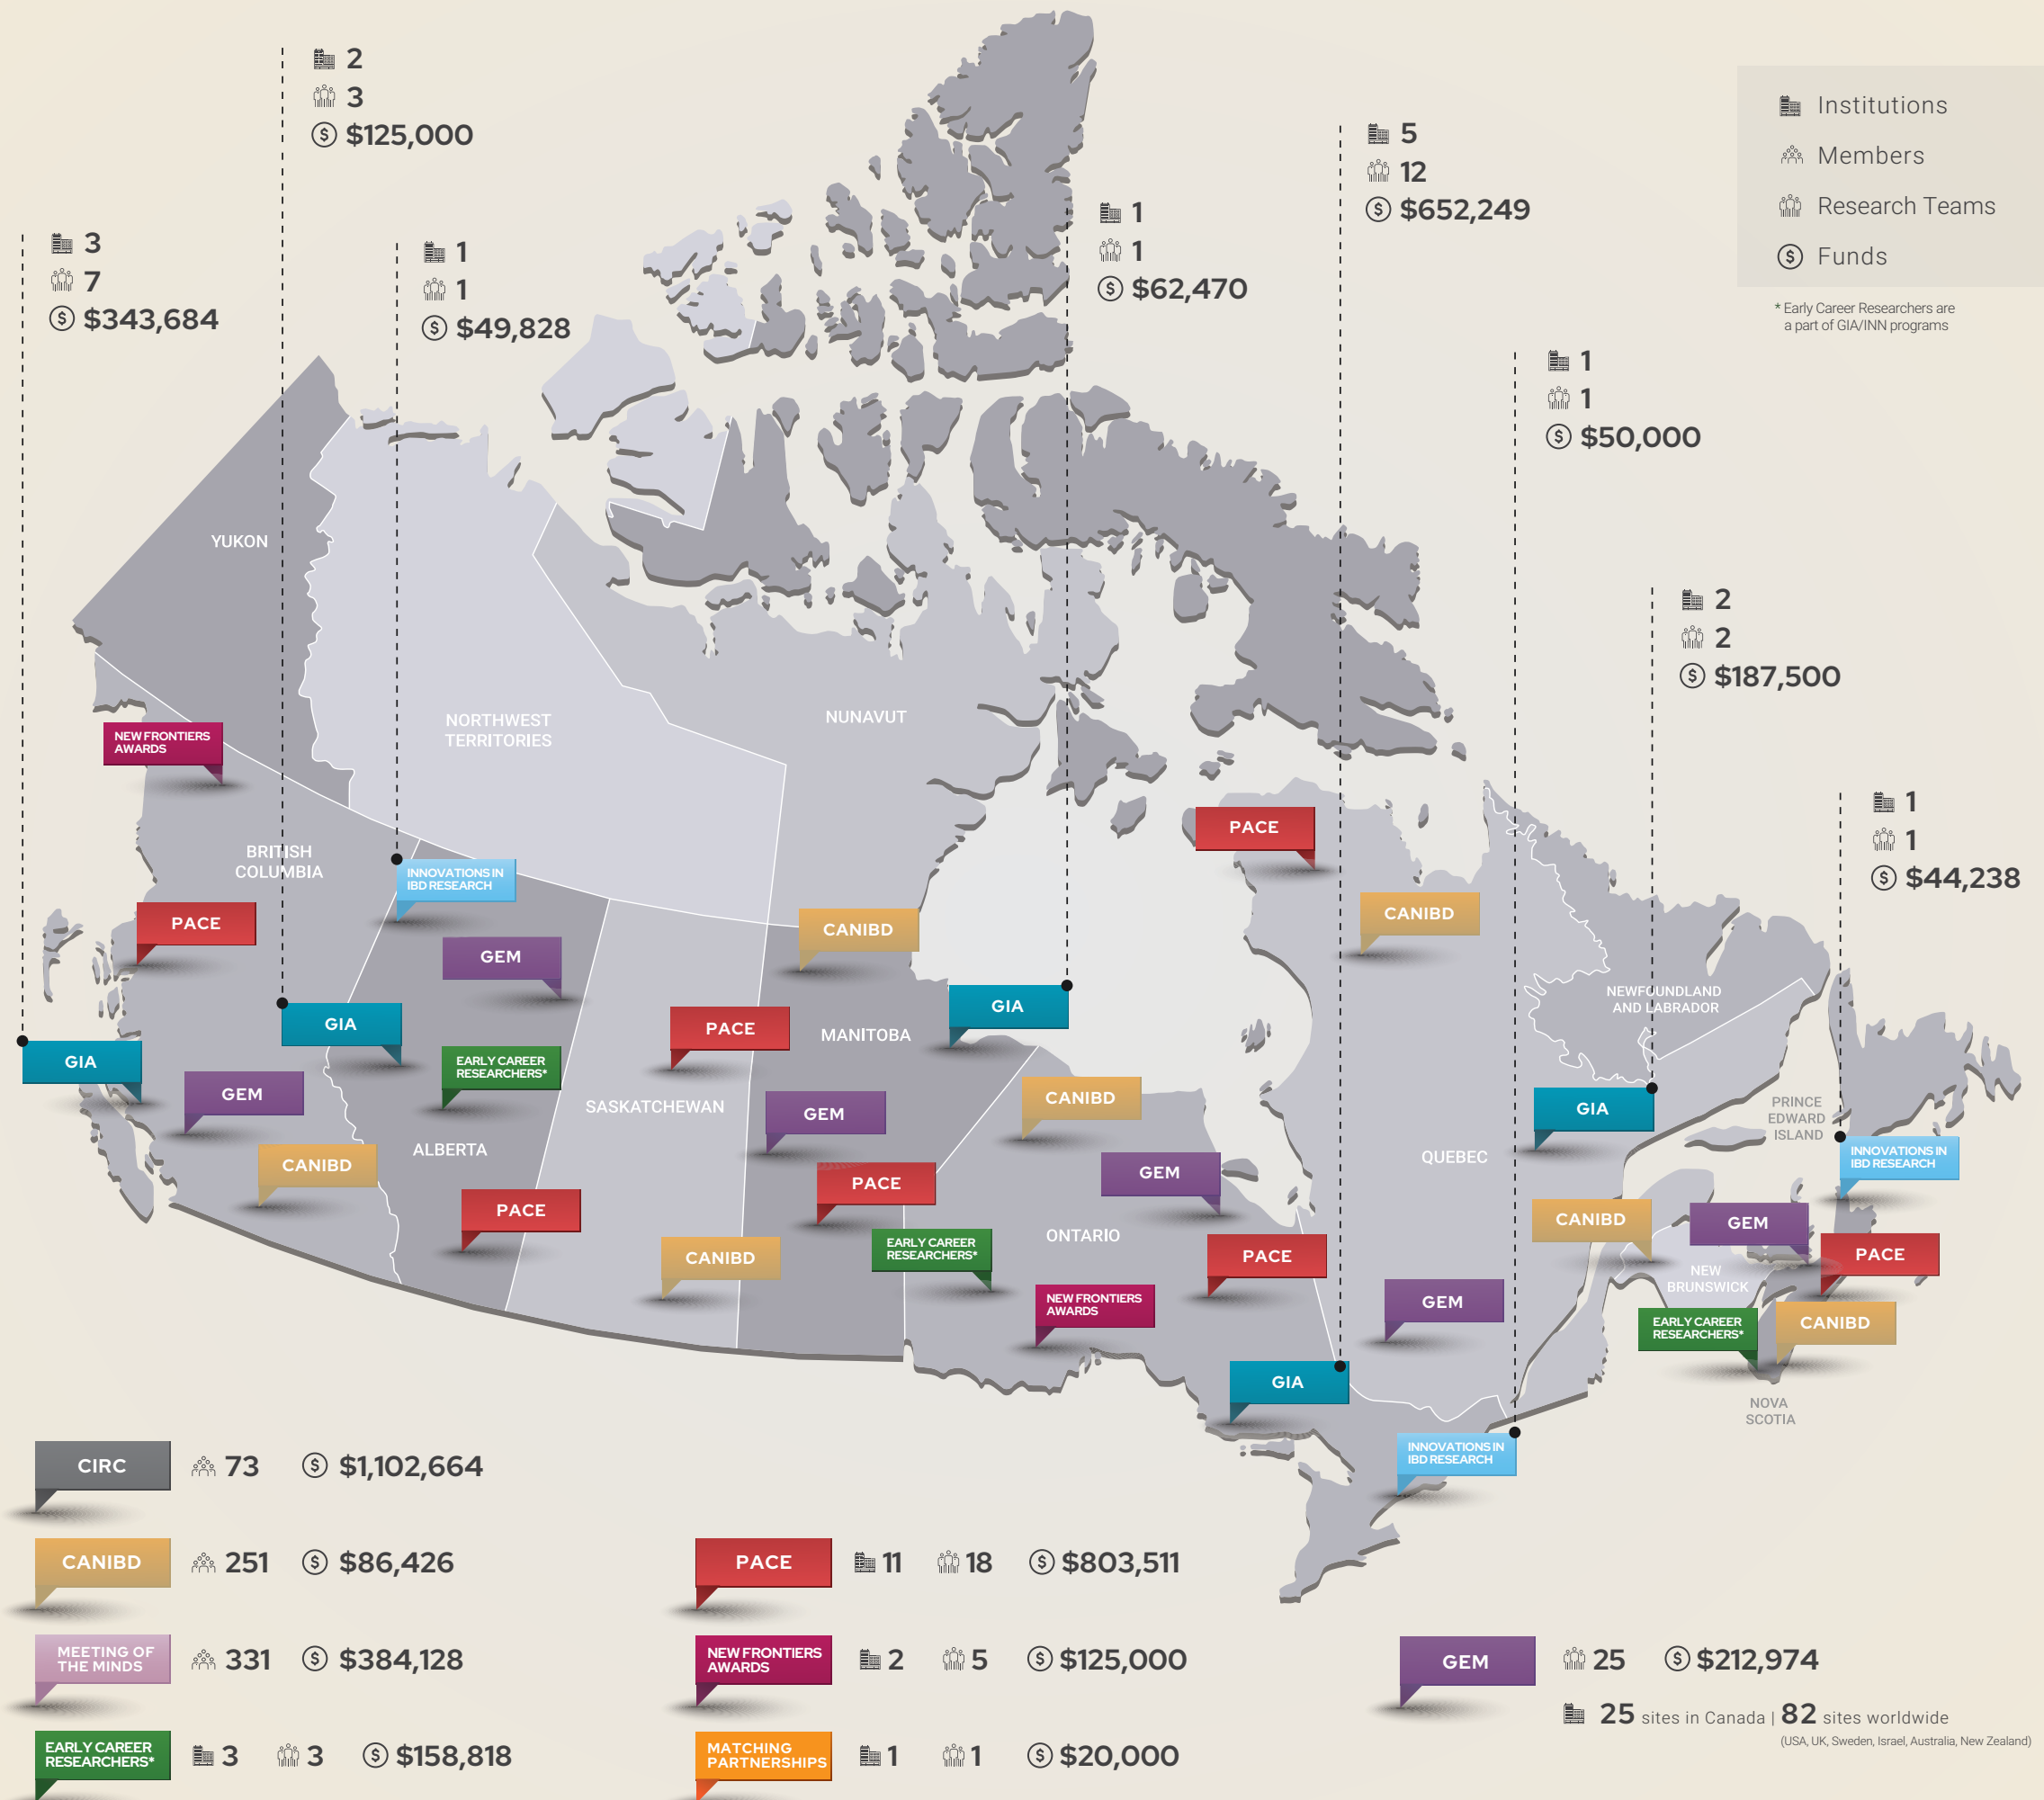 2
3
$125,000
5
12
$652,249
Institutions
Members
Research Teams
Funds
* Early Career Researchers are
a part of GIA/INN programs
1
1
$62,470
3
7
$343,684
1
1
$49,828
1
1
$50,000
2
2
$187,500
1
1
$44,238
YUKON
NORTHWEST
TERRITORIES
NUNAVUT
NEW FRONTIERS
AWARDS
BRITISH
COLUMBIA
INNOVATIONS IN
IBD RESEARCH
PACE
PACE
CANIBD
CANIBD
GEM
GIA
GIA
PACE
MANITOBA
GIA
NEWFOUNDLAND
AND LABRADOR
GIA
EARLY CAREER
RESEARCHERS*
GEM
SASKATCHEWAN
GEM
CANIBD
GIA
PRINCE
EDWARD
ISLAND
CANIBD
ALBERTA
PACE
PACE
GEM
QUEBEC
INNOVATIONS IN
IBD RESEARCH
CANIBD
EARLY CAREER
RESEARCHERS*
ONTARIO
PACE
CANIBD
GEM
PACE
NEW FRONTIERS
AWARDS
GEM
NEW
BRUNSWICK
EARLY CAREER
RESEARCHERS*
CANIBD
GIA
NOVA
SCOTIA
INNOVATIONS IN
IBD RESEARCH
CIRC 73 $1,102,664
CANIBD 251 $86,426
MEETING OF
THE MINDS 331 $384,128
EARLY CAREER
RESEARCHERS* 3 3 $158,818
PACE 11 18 $803,511
NEW FRONTIERS
AWARDS 2 5 $125,000
MATCHING
PARTNERSHIPS 1 1 $20,000
GEM 25 $212,974
25 sites in Canada | 82 sites worldwide
(USA, UK, Sweden, Israel, Australia, New Zealand)